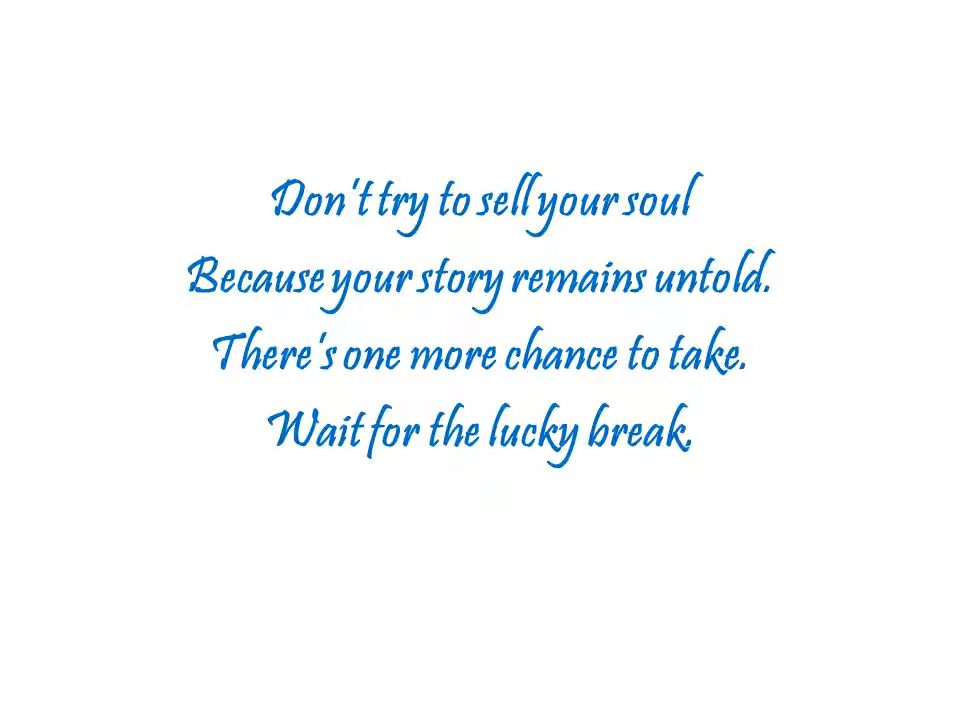 Don't try to sell your soul
Because your story remains untold.
There's one more chance to take.
Wait for the lucky break.